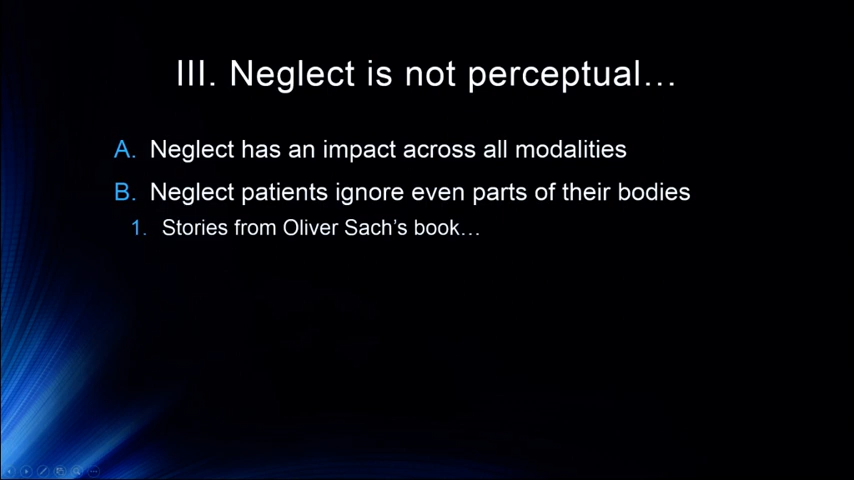 III. Neglect is not perceptual…
A. Neglect has an impact across all modalities
B. Neglect patients ignore even parts of their bodies
1. Stories from Oliver Sach’s book…